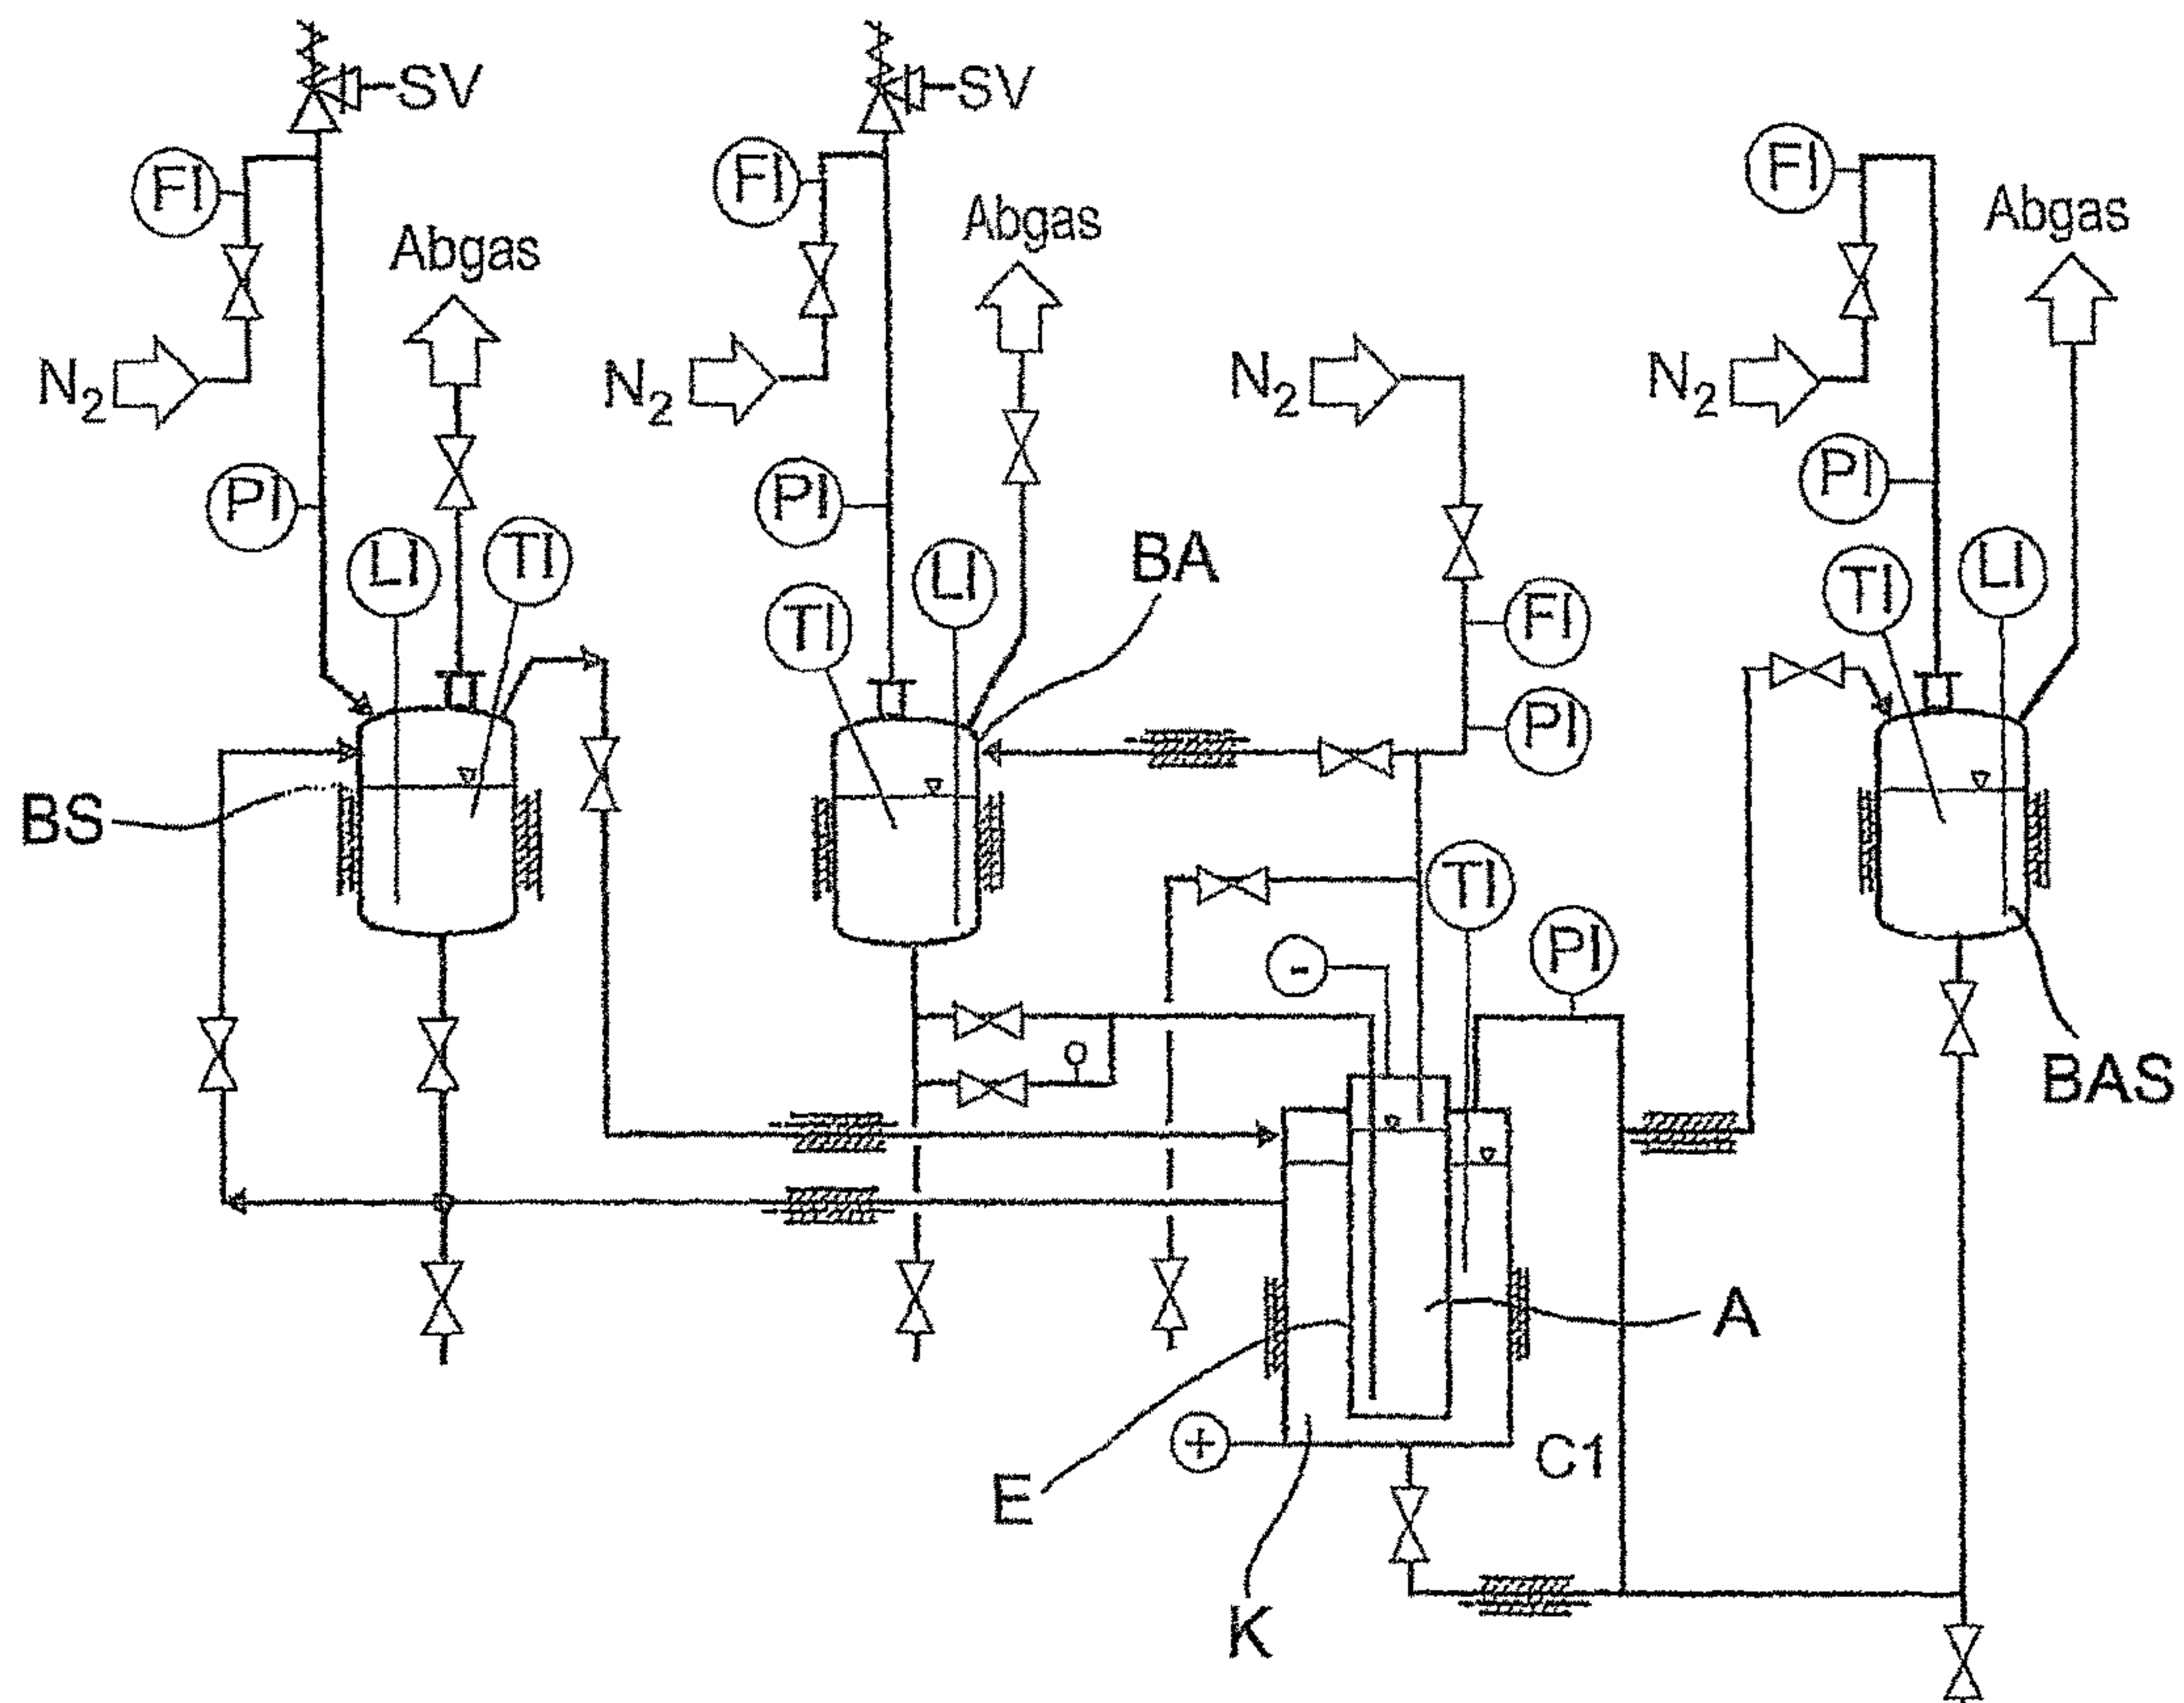 SV
SV
FI
FI
FI
Abgas
Abgas
Abgas
N2
N2
N2
N2
PI
PI
PI
LI
TI
TI
LI
BA
FI
TI
LI
PI
BS
TI
PI
-
BAS
A
+
C1
E
K